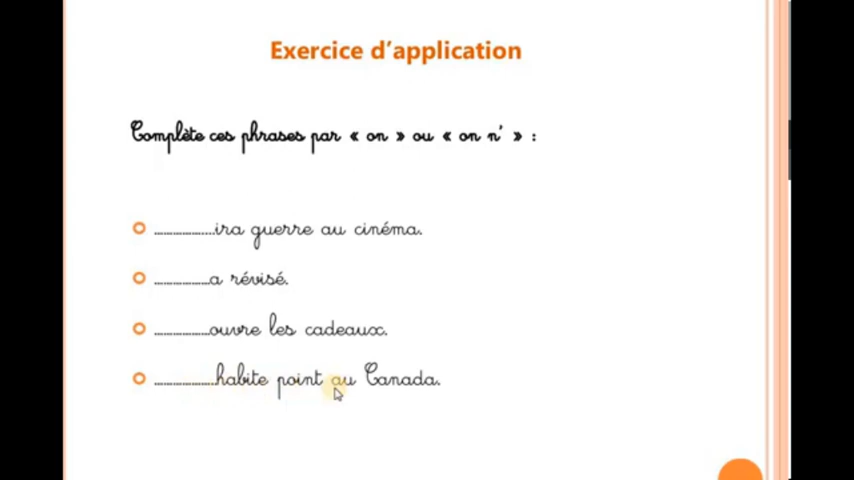 Exercice d'application
Complète ces phrases par « on » ou « on n' » :
...................ira guerre au cinéma.
..................a révisé.
..................ouvre les cadeaux.
....................habite point au Canada.